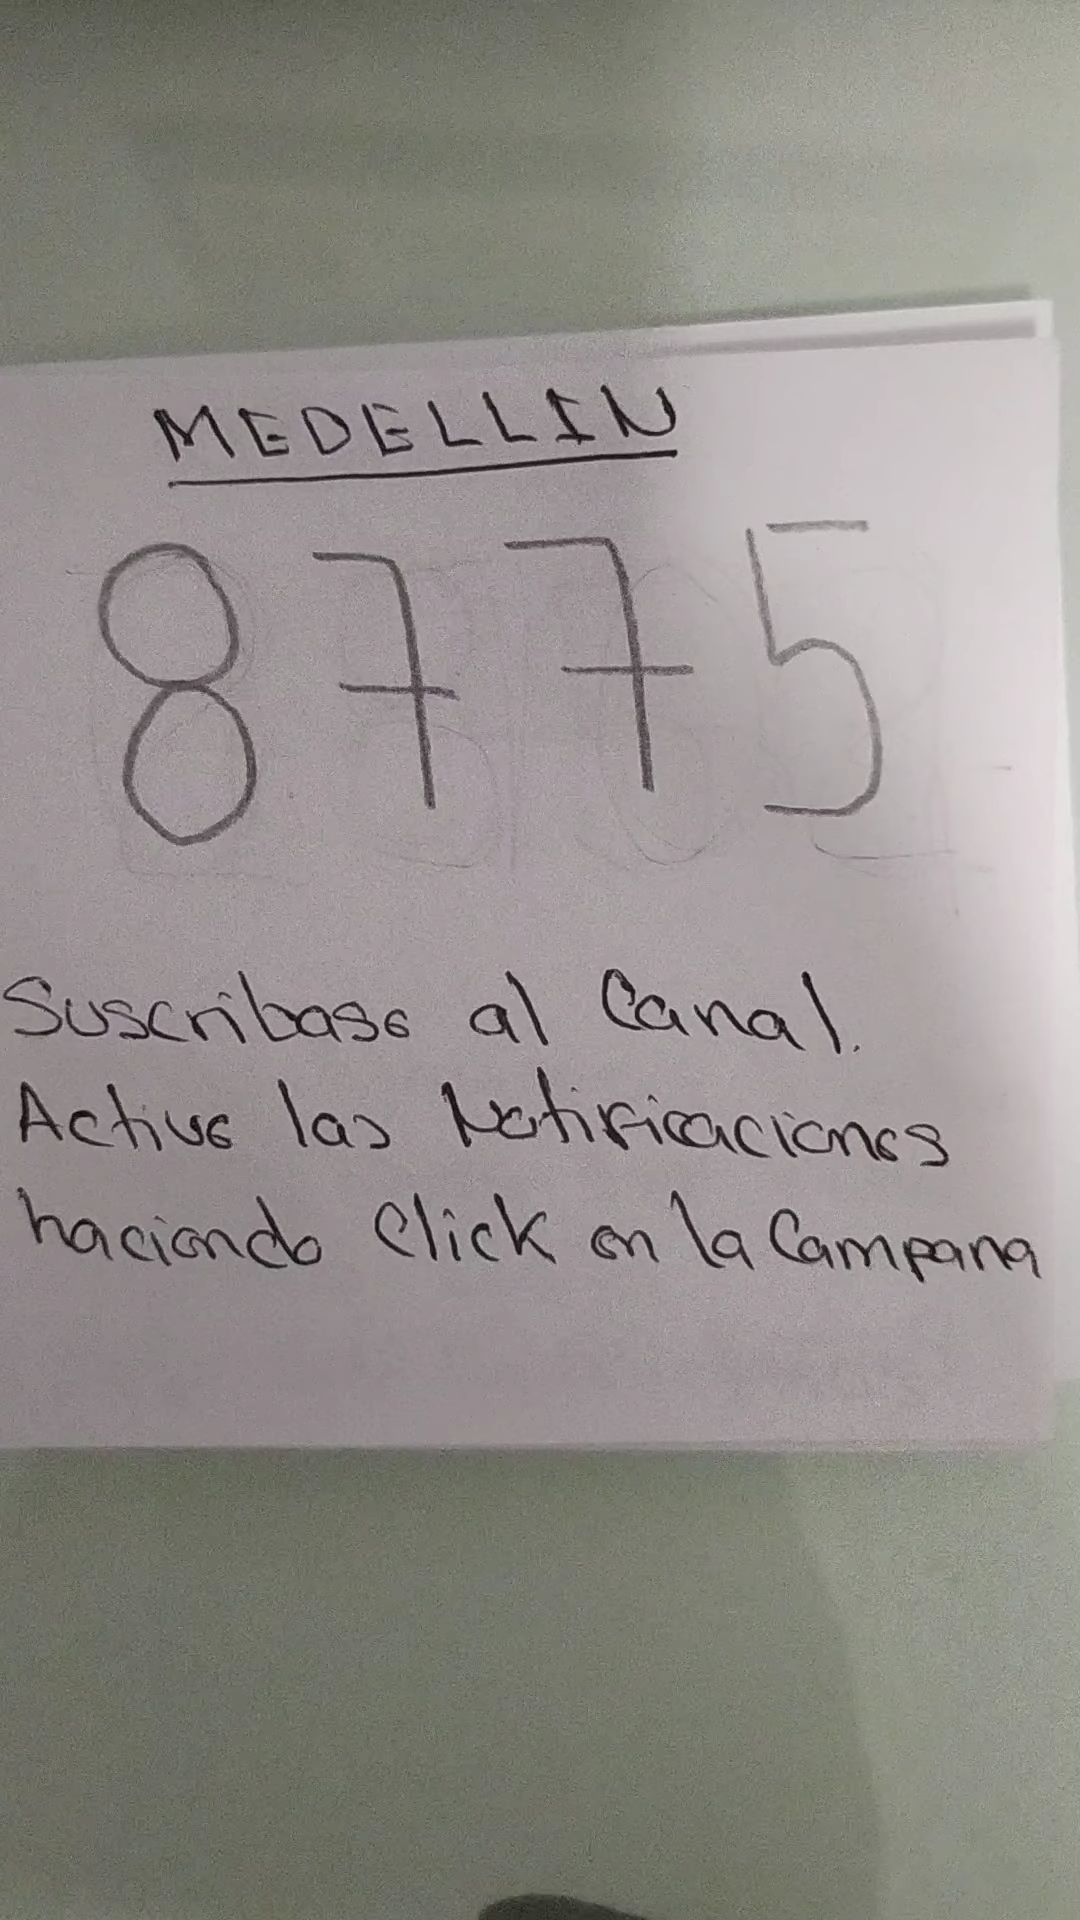 MEDELLIN
8775
Suscribase al Canal.
Active las Notificaciones
haciendo Click en la Campana